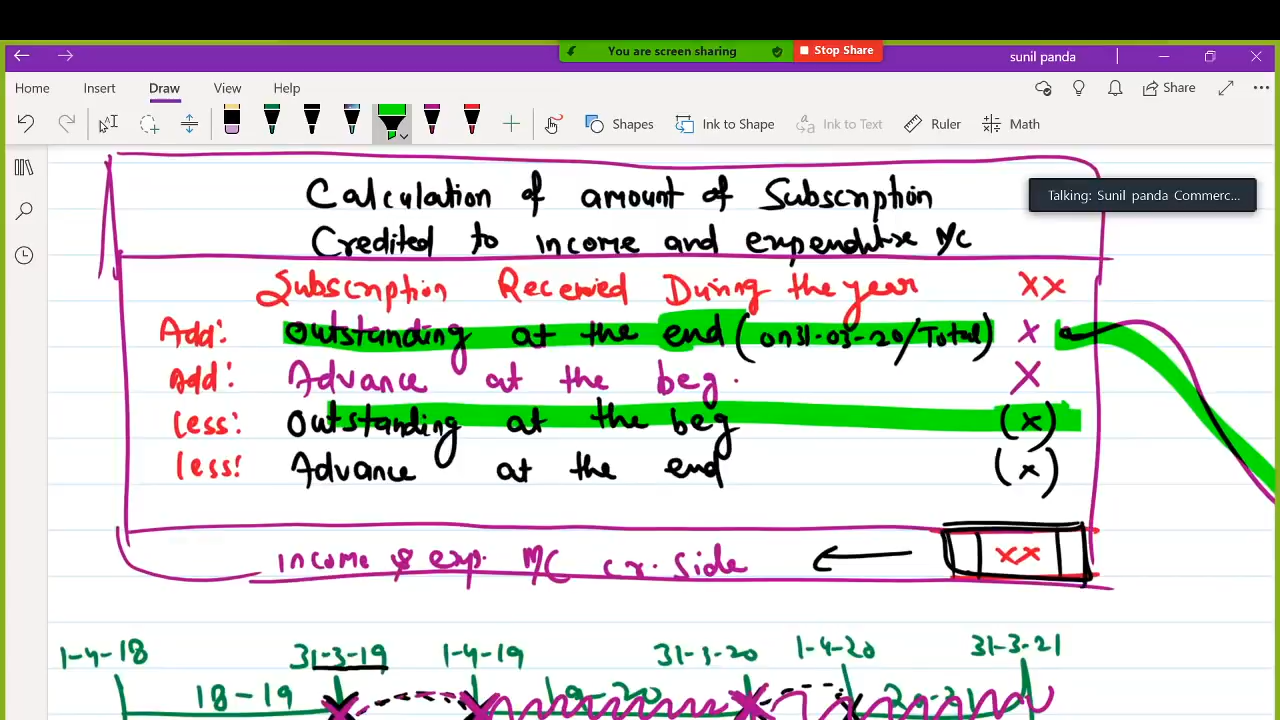 You are screen sharing Stop Share
sunil panda
Home Insert Draw View Help Share
Shapes Ink to Shape Ink to Text Ruler Math
Talking: Sunil panda Commerc...
Calculation of amount of Subscription
Credited to income and expenditure A/C
Subscription Received During the year XX
Add: Outstanding at the end (on 31-03-20/Total) X
Add: Advance at the beg. X
less: Outstanding at the beg (X)
less: Advance at the end (X)
income & exp. A/C cr. side XX
1-4-18 31-3-19 1-4-19 31-3-20 1-4-20 31-3-21
18-19 19-20 20-21